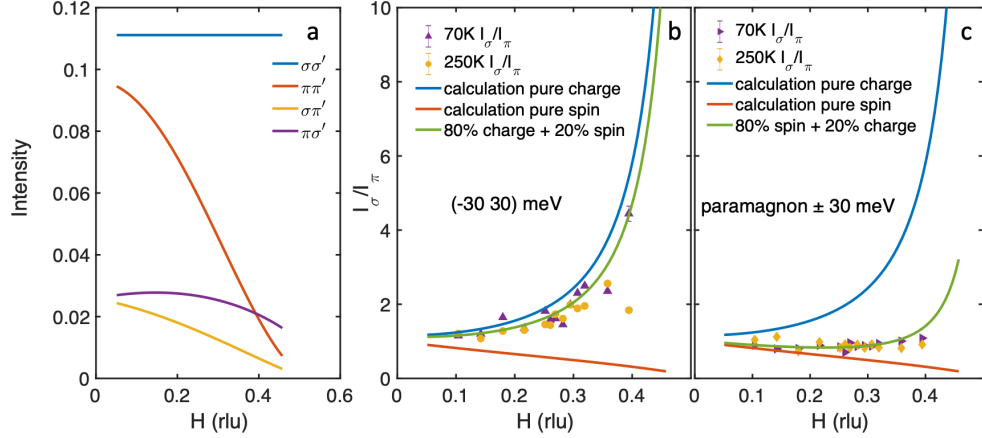 a
0.12
0.1
0.08
0.06
0.04
0.02
0
Intensity
σσ′
ππ′
σπ′
πσ′
0
0.2
0.4
0.6
H (rlu)
b
10
8
6
4
2
0
I_σ/I_π
70K I_σ/I_π
250K I_σ/I_π
calculation pure charge
calculation pure spin
80% charge + 20% spin
(-30 30) meV
0
0.1
0.2
0.3
0.4
H (rlu)
c
70K I_σ/I_π
250K I_σ/I_π
calculation pure charge
calculation pure spin
80% spin + 20% charge
paramagnon ± 30 meV
0
0.1
0.2
0.3
0.4
H (rlu)